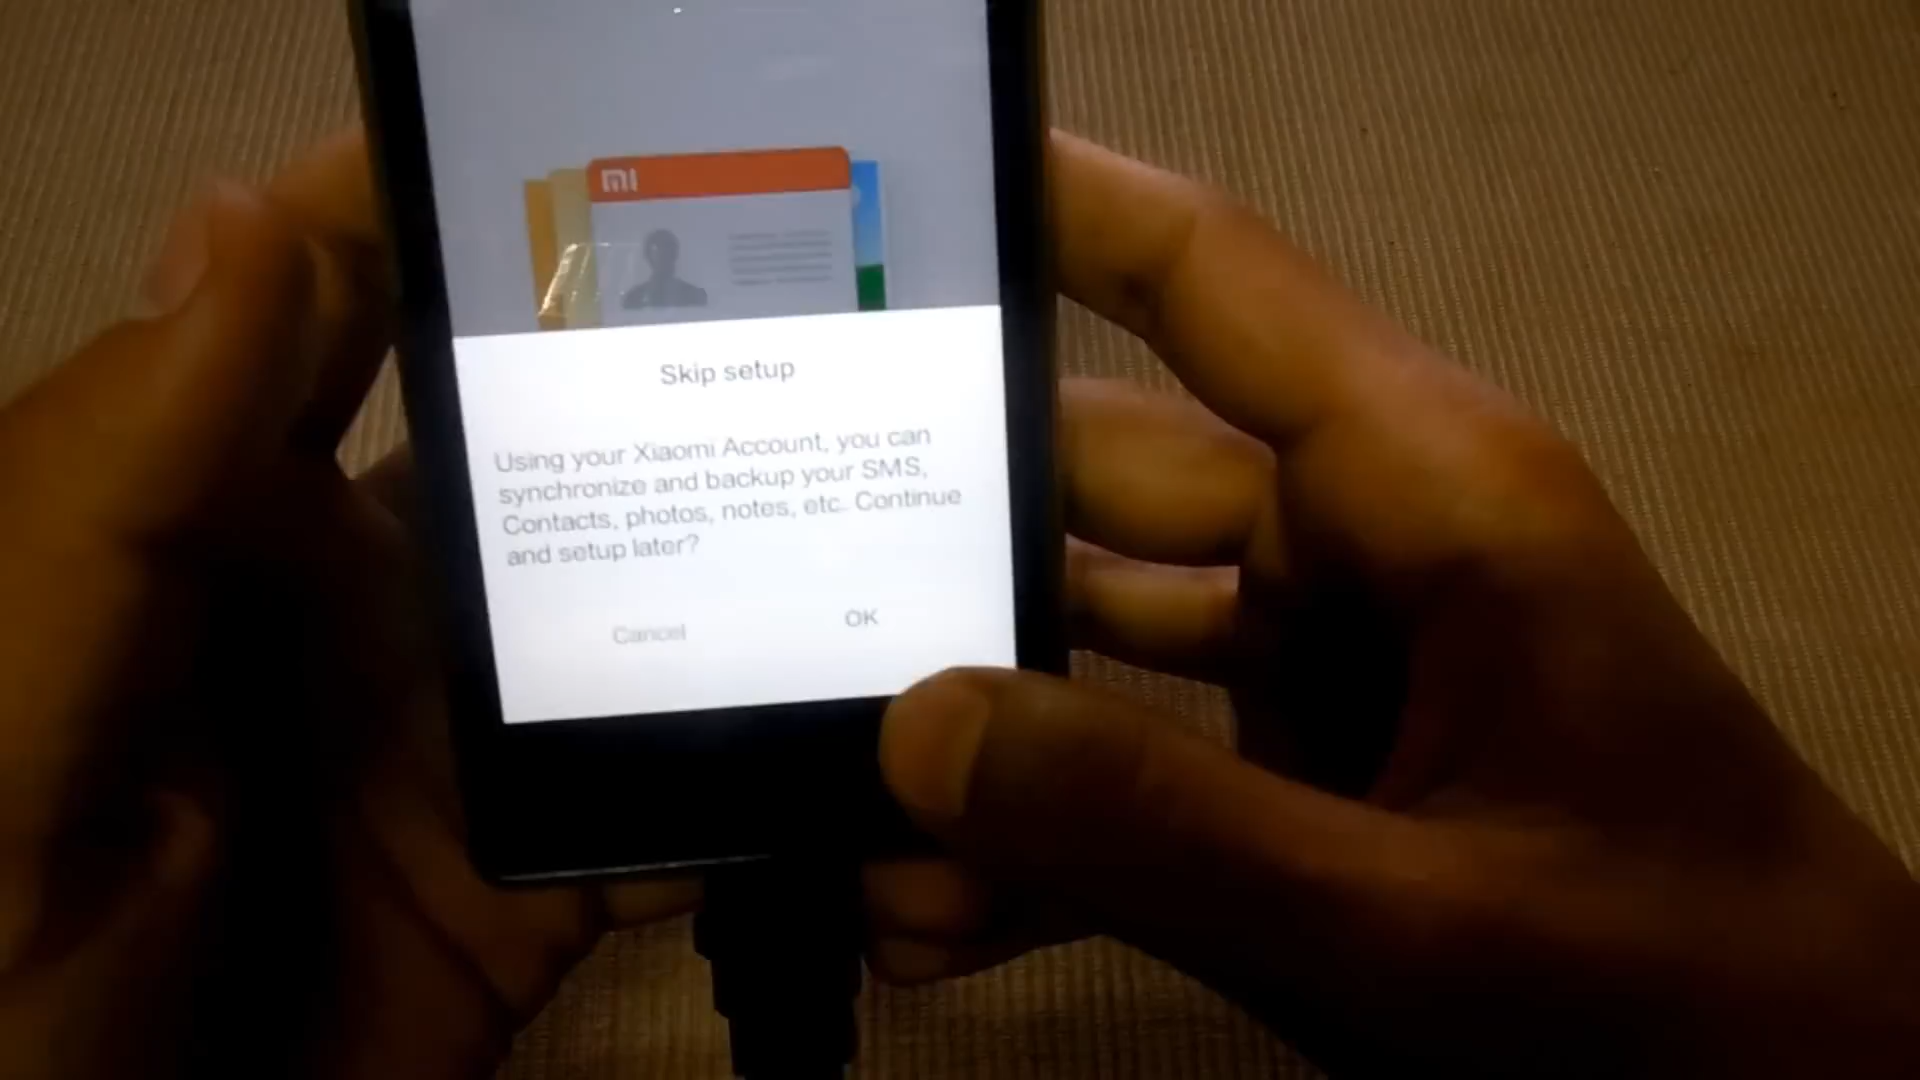 mi
Skip setup
Using your Xiaomi Account, you can
synchronize and backup your SMS,
Contacts, photos, notes, etc. Continue
and setup later?
Cancel
OK